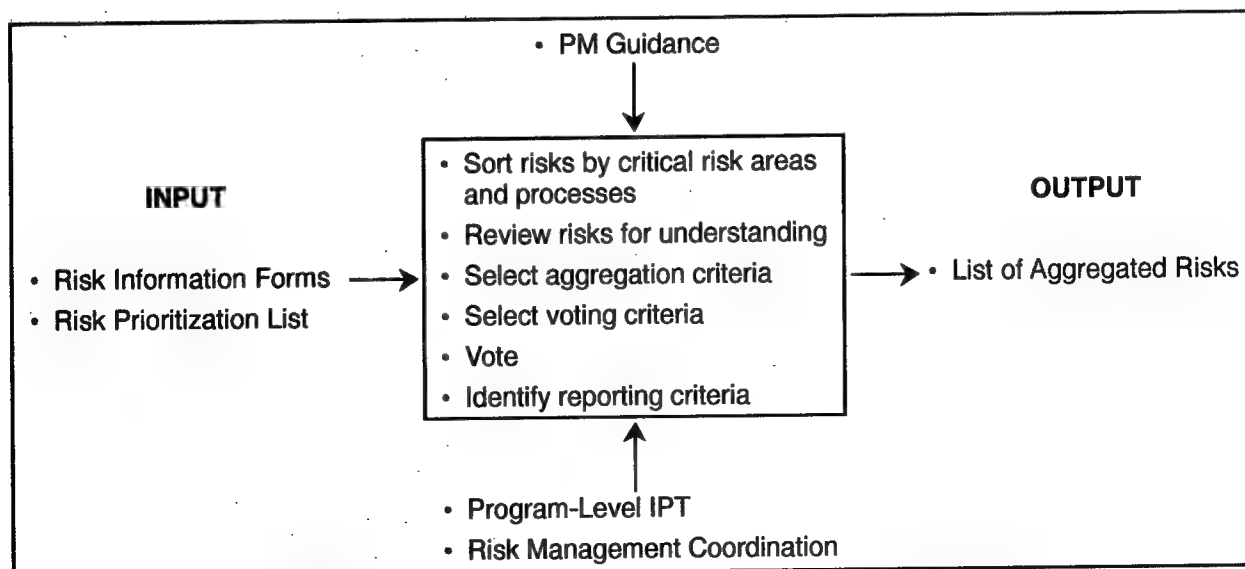 • PM Guidance
INPUT
• Risk Information Forms
• Risk Prioritization List
• Sort risks by critical risk areas
and processes
• Review risks for understanding
• Select aggregation criteria
• Select voting criteria
• Vote
• Identify reporting criteria
OUTPUT
• List of Aggregated Risks
• Program-Level IPT
• Risk Management Coordination